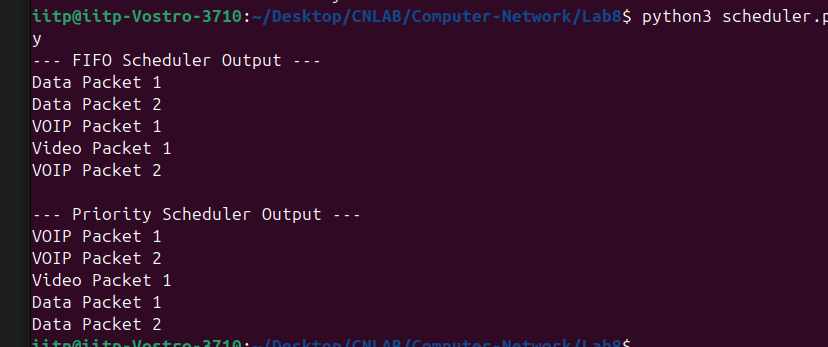 iitp@iitp-Vostro-3710:~/Desktop/CNLAB/Computer-Network/Lab8$ python3 scheduler.p
y
--- FIFO Scheduler Output ---
Data Packet 1
Data Packet 2
VOIP Packet 1
Video Packet 1
VOIP Packet 2

--- Priority Scheduler Output ---
VOIP Packet 1
VOIP Packet 2
Video Packet 1
Data Packet 1
Data Packet 2
iitp@iitp-Vostro-3710:~/Desktop/CNLAB/Computer-Network/Lab8$